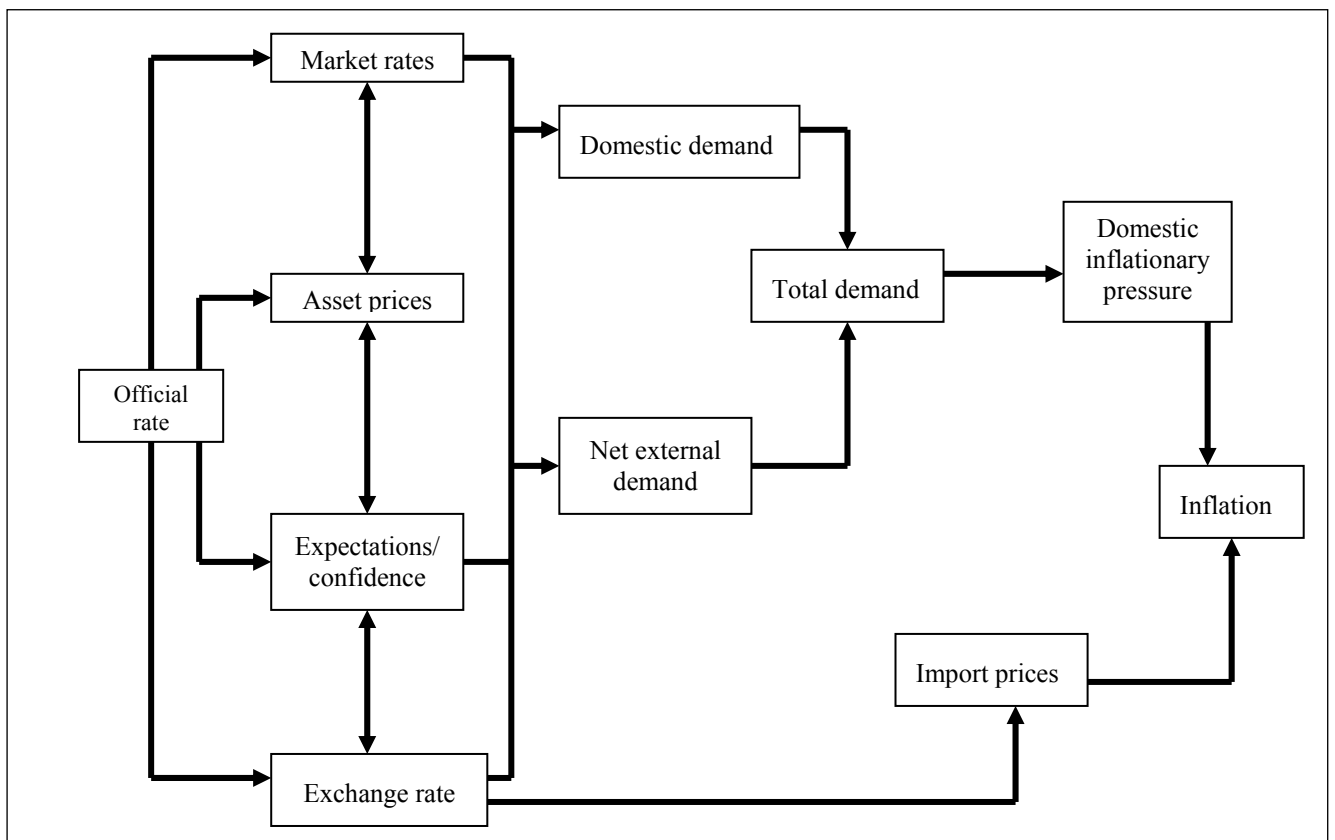 Market rates
Domestic demand
Asset prices
Total demand
Domestic
inflationary
pressure
Official
rate
Net external
demand
Inflation
Expectations/
confidence
Import prices
Exchange rate